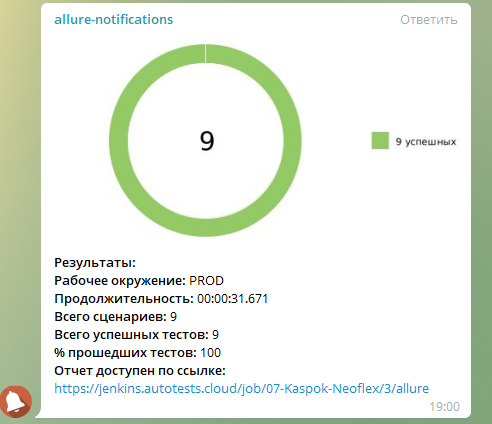 allure-notifications
Ответить
9
9 успешных
Результаты:
Рабочее окружение: PROD
Продолжительность: 00:00:31.671
Всего сценариев: 9
Всего успешных тестов: 9
% прошедших тестов: 100
Отчет доступен по ссылке:
https://jenkins.autotests.cloud/job/07-Kaspok-Neoflex/3/allure
19:00